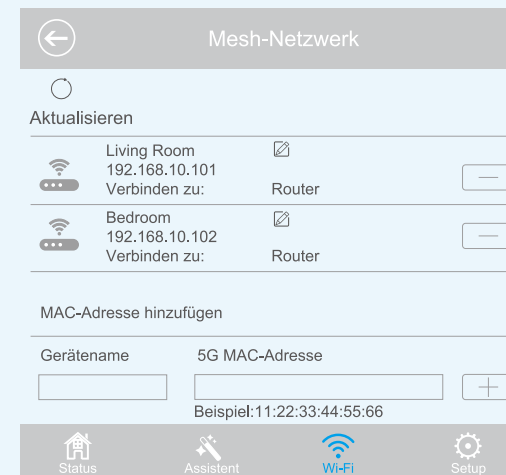 Mesh-Netzwerk
Aktualisieren
Living Room
192.168.10.101
Verbinden zu: Router
Bedroom
192.168.10.102
Verbinden zu: Router
MAC-Adresse hinzufügen
Gerätename 5G MAC-Adresse
Beispiel:11:22:33:44:55:66
Status Assistent Wi-Fi Setup